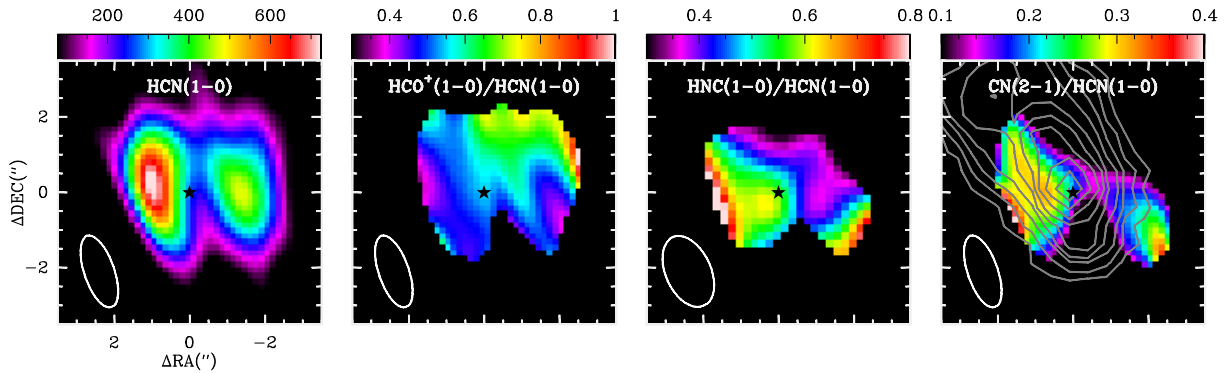 200 400 600
0.4 0.6 0.8 1
0.4 0.6 0.8
0.1 0.2 0.3 0.4
HCN(1−0)
HCO⁺(1−0)/HCN(1−0)
HNC(1−0)/HCN(1−0)
CN(2−1)/HCN(1−0)
ΔDEC(″)
2
0
−2
2 0 −2
ΔRA(″)